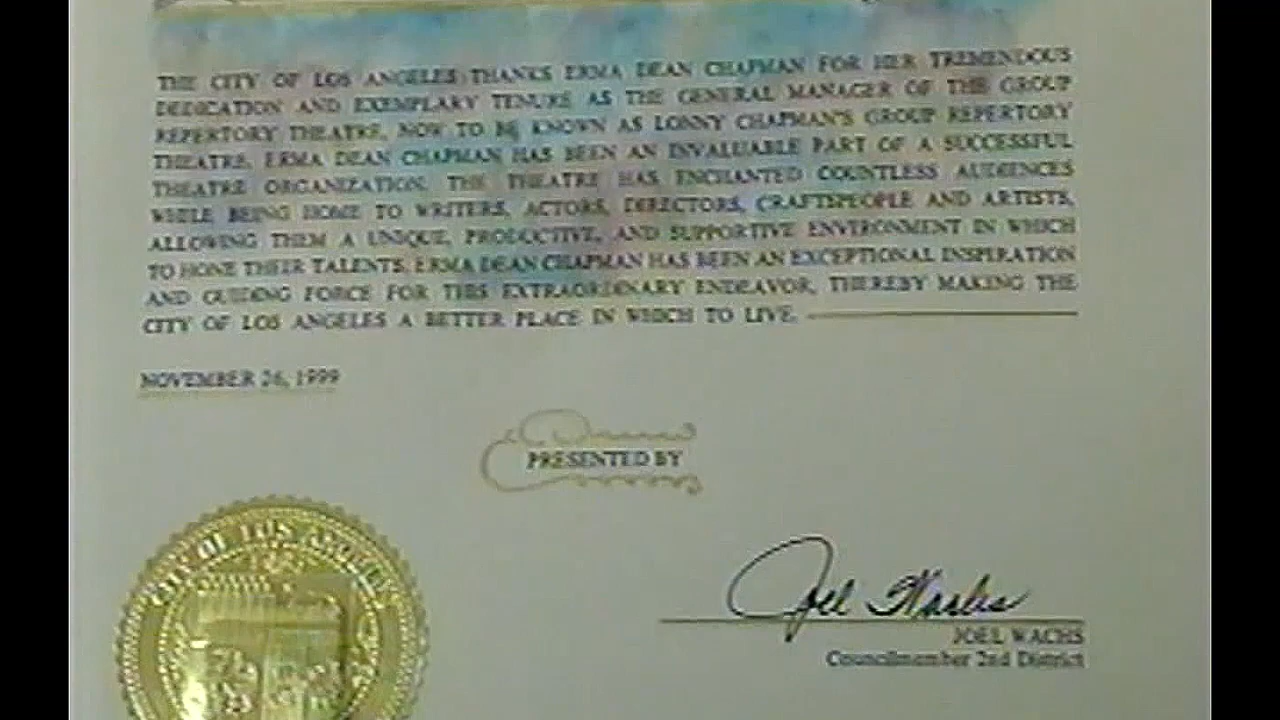 THE CITY OF LOS ANGELES THANKS ERMA DEAN CHAPMAN FOR HER TREMENDOUS
DEDICATION AND EXEMPLARY TENURE AS THE GENERAL MANAGER OF THE GROUP
REPERTORY THEATRE, NOW TO BE KNOWN AS LONNY CHAPMAN'S GROUP REPERTORY
THEATRE. ERMA DEAN CHAPMAN HAS BEEN AN INVALUABLE PART OF A SUCCESSFUL
THEATRE ORGANIZATION. THE THEATRE HAS ENCHANTED COUNTLESS AUDIENCES
WHILE BEING HOME TO WRITERS, ACTORS, DIRECTORS, CRAFTSPEOPLE AND ARTISTS,
ALLOWING THEM A UNIQUE, PRODUCTIVE, AND SUPPORTIVE ENVIRONMENT IN WHICH
TO HONE THEIR TALENTS. ERMA DEAN CHAPMAN HAS BEEN AN EXCEPTIONAL INSPIRATION
AND GUIDING FORCE FOR THIS EXTRAORDINARY ENDEAVOR, THEREBY MAKING THE
CITY OF LOS ANGELES A BETTER PLACE IN WHICH TO LIVE.
NOVEMBER 26, 1999
PRESENTED BY
CITY OF LOS ANGELES
Joel Wachs
JOEL WACHS
Councilmember 2nd District